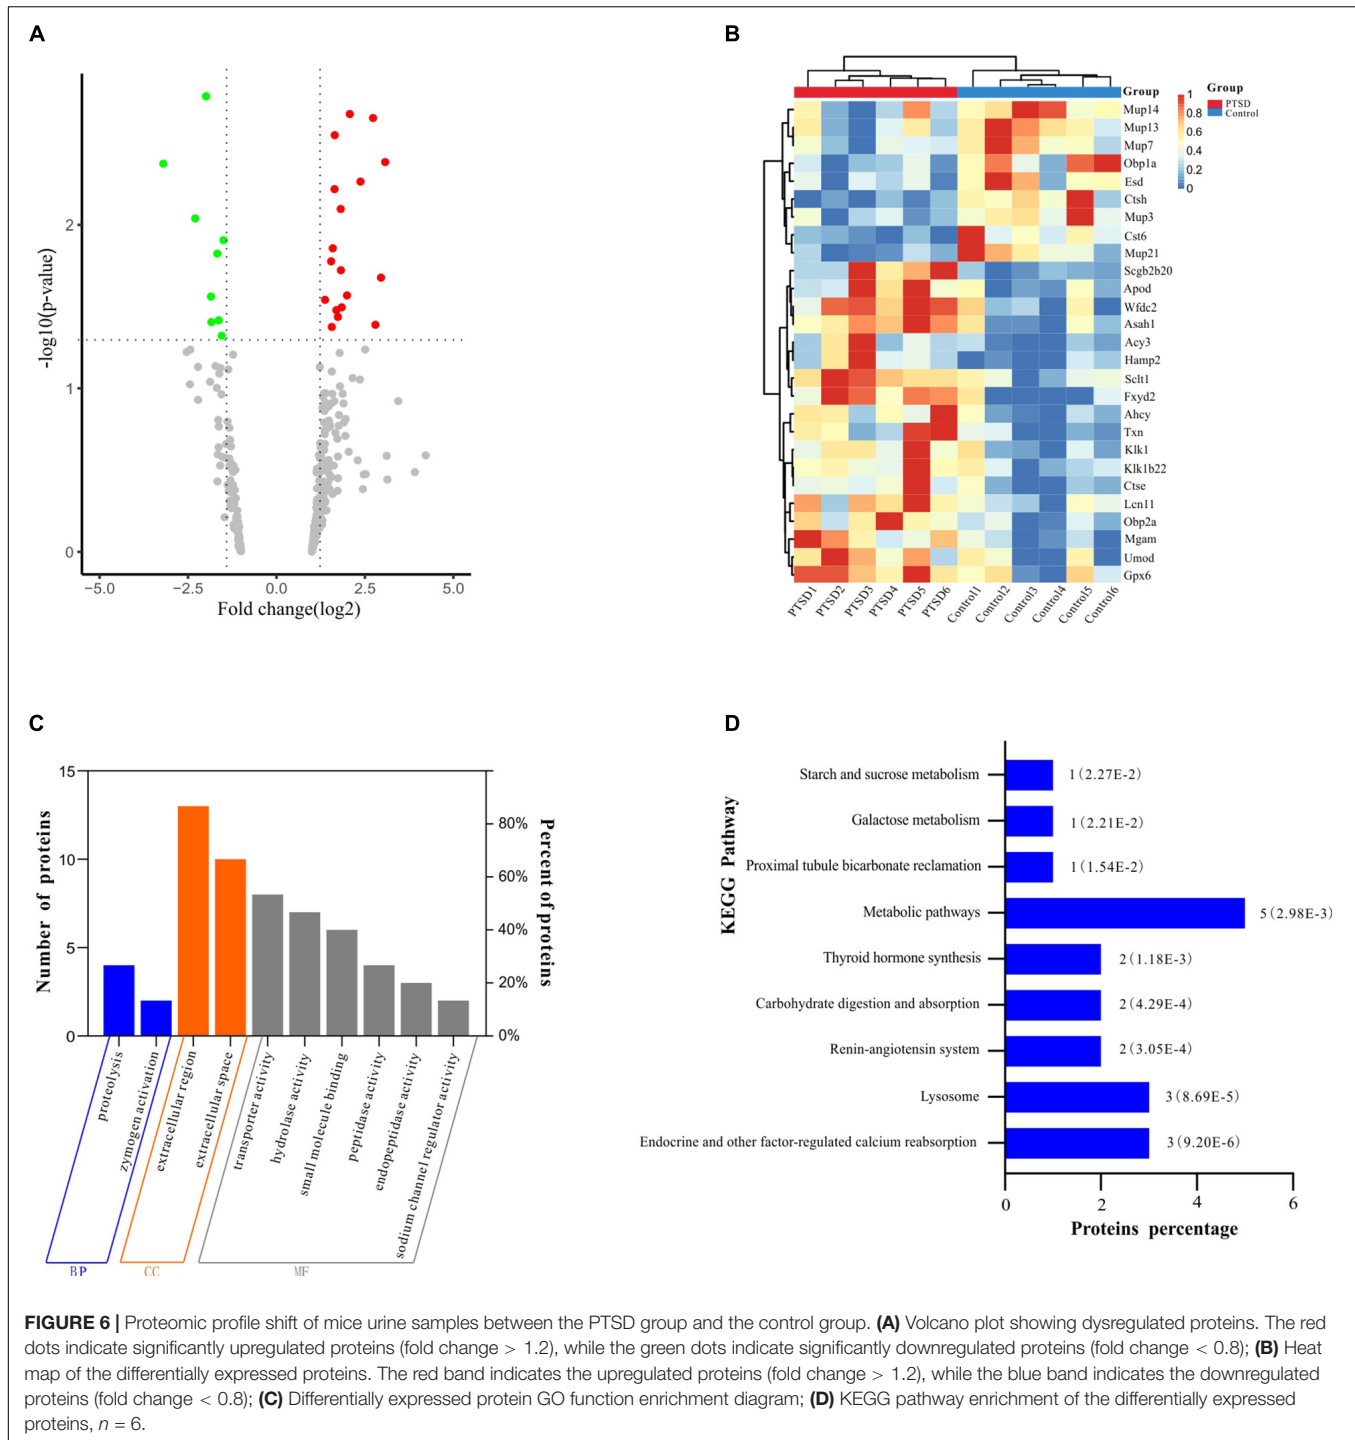 A
-log10(p-value)
2
1
0
−5.0
−2.5
0.0
2.5
5.0
Fold change(log2)
B
Group
Mup14
Mup13
Mup7
Obp1a
Esd
Ctsh
Mup3
Cst6
Mup21
Scgb2b20
Apod
Wfdc2
Asah1
Acy3
Hamp2
Sclt1
Fxyd2
Ahcy
Txn
Klk1
Klk1b22
Ctse
Lcn11
Obp2a
Mgam
Umod
Gpx6
1
0.8
0.6
0.4
0.2
0
Group
PTSD
Control
PTSD1
PTSD2
PTSD3
PTSD4
PTSD5
PTSD6
Control1
Control2
Control3
Control4
Control5
Control6
C
Number of proteins
15
10
5
0
Percent of proteins
80%
60%
40%
20%
0%
proteolysis
zymogen activation
extracellular region
extracellular space
transporter activity
hydrolase activity
small molecule binding
peptidase activity
endopeptidase activity
sodium channel regulator activity
BP
CC
MF
D
KEGG Pathway
Starch and sucrose metabolism
1(2.27E-2)
Galactose metabolism
1(2.21E-2)
Proximal tubule bicarbonate reclamation
1(1.54E-2)
Metabolic pathways
5(2.98E-3)
Thyroid hormone synthesis
2(1.18E-3)
Carbohydrate digestion and absorption
2(4.29E-4)
Renin-angiotensin system
2(3.05E-4)
Lysosome
3(8.69E-5)
Endocrine and other factor-regulated calcium reabsorption
3(9.20E-6)
0
2
4
6
Proteins percentage
FIGURE 6 | Proteomic profile shift of mice urine samples between the PTSD group and the control group. (A) Volcano plot showing dysregulated proteins. The red
dots indicate significantly upregulated proteins (fold change > 1.2), while the green dots indicate significantly downregulated proteins (fold change < 0.8); (B) Heat
map of the differentially expressed proteins. The red band indicates the upregulated proteins (fold change > 1.2), while the blue band indicates the downregulated
proteins (fold change < 0.8); (C) Differentially expressed protein GO function enrichment diagram; (D) KEGG pathway enrichment of the differentially expressed
proteins, n = 6.